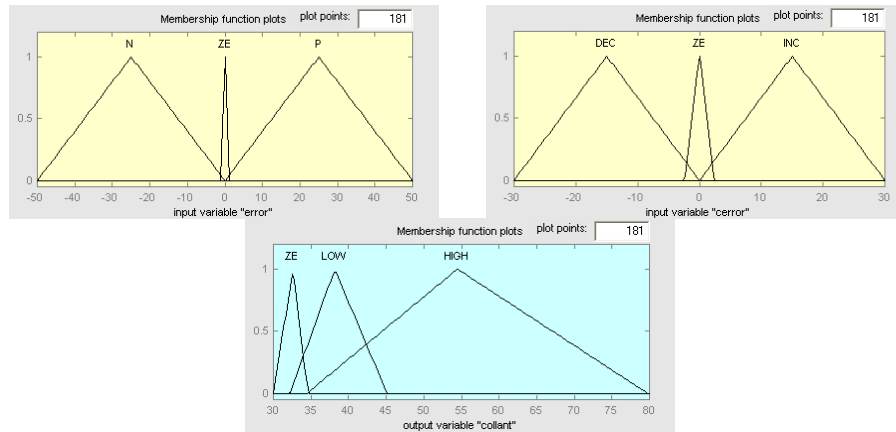 Membership function plots plot points: 181
N ZE P
1
0.5
0
-50 -40 -30 -20 -10 0 10 20 30 40 50
input variable "error"
Membership function plots plot points: 181
DEC ZE INC
1
0.5
0
-30 -20 -10 0 10 20 30
input variable "cerror"
Membership function plots plot points: 181
ZE LOW HIGH
1
0.5
0
30 35 40 45 50 55 60 65 70 75 80
output variable "collant"